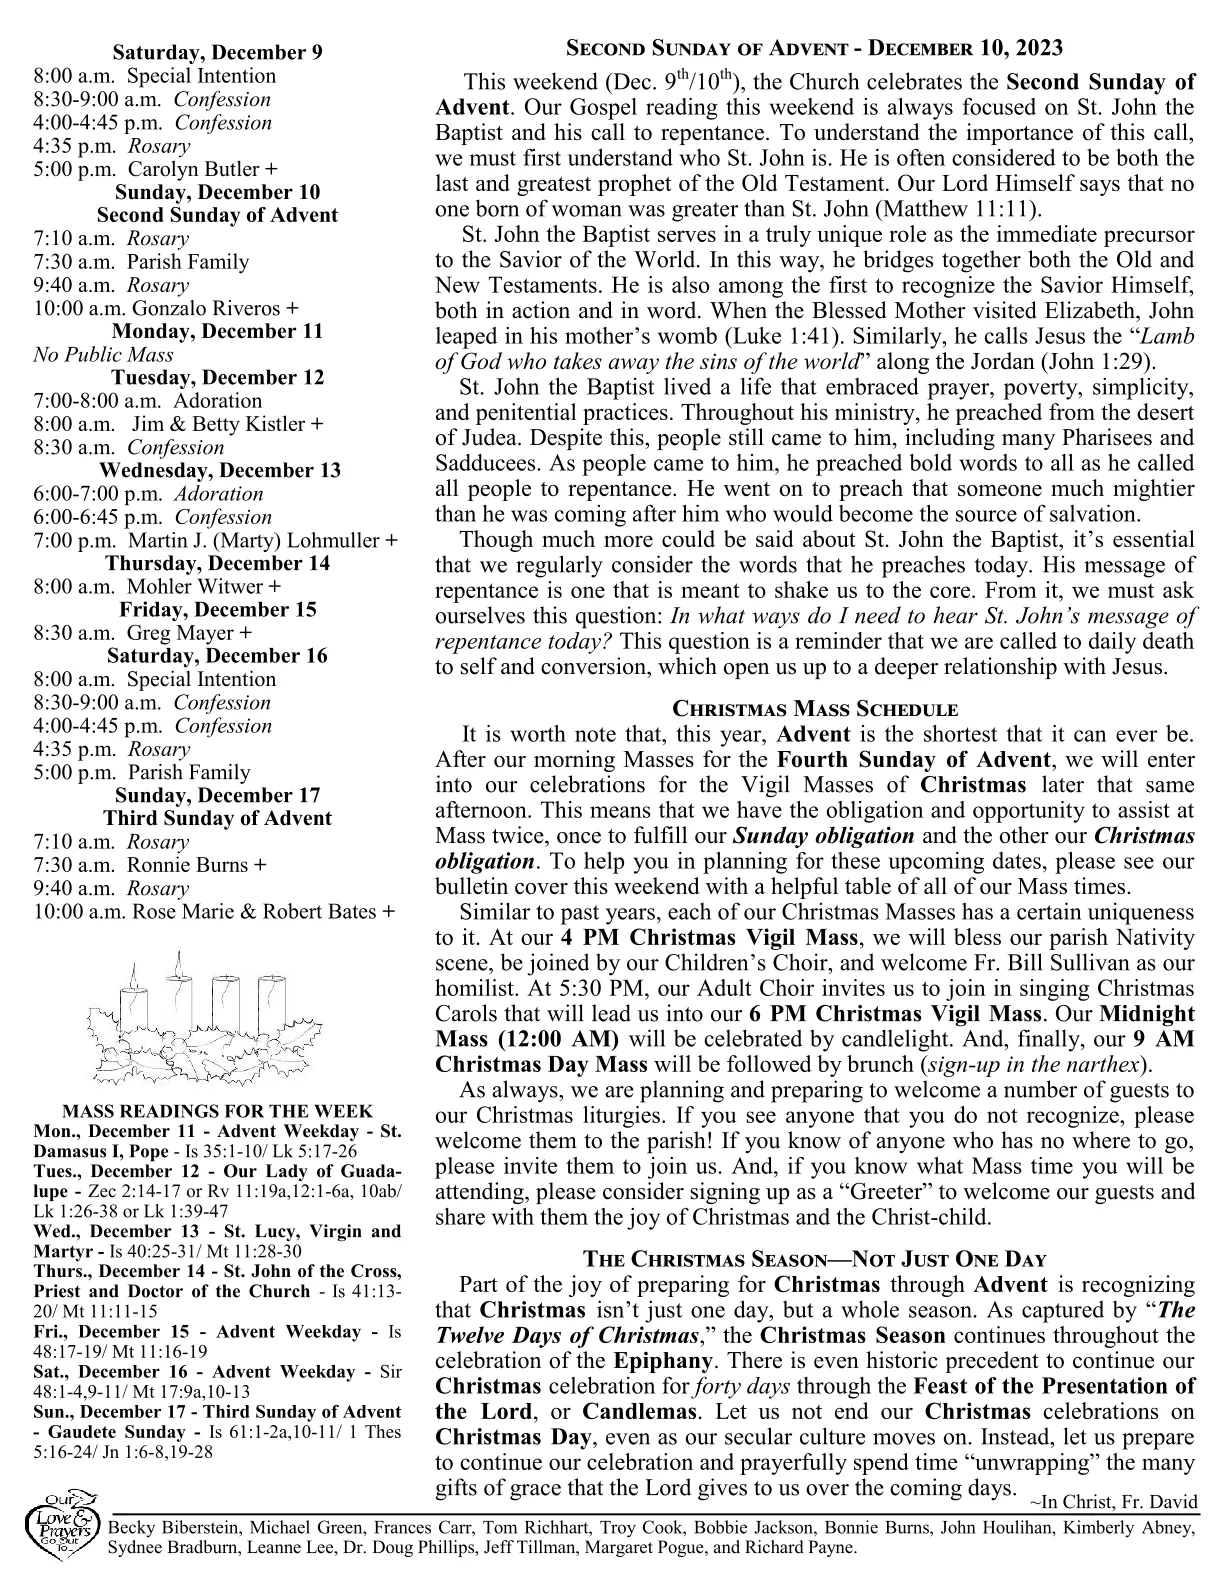 Saturday, December 9
8:00 a.m. Special Intention
8:30-9:00 a.m. Confession
4:00-4:45 p.m. Confession
4:35 p.m. Rosary
5:00 p.m. Carolyn Butler +
Sunday, December 10
Second Sunday of Advent
7:10 a.m. Rosary
7:30 a.m. Parish Family
9:40 a.m. Rosary
10:00 a.m. Gonzalo Riveros +
Monday, December 11
No Public Mass
Tuesday, December 12
7:00-8:00 a.m. Adoration
8:00 a.m. Jim & Betty Kistler +
8:30 a.m. Confession
Wednesday, December 13
6:00-7:00 p.m. Adoration
6:00-6:45 p.m. Confession
7:00 p.m. Martin J. (Marty) Lohmuller +
Thursday, December 14
8:00 a.m. Mohler Witwer +
Friday, December 15
8:30 a.m. Greg Mayer +
Saturday, December 16
8:00 a.m. Special Intention
8:30-9:00 a.m. Confession
4:00-4:45 p.m. Confession
4:35 p.m. Rosary
5:00 p.m. Parish Family
Sunday, December 17
Third Sunday of Advent
7:10 a.m. Rosary
7:30 a.m. Ronnie Burns +
9:40 a.m. Rosary
10:00 a.m. Rose Marie & Robert Bates +
MASS READINGS FOR THE WEEK
Mon., December 11 - Advent Weekday - St.
Damasus I, Pope - Is 35:1-10/ Lk 5:17-26
Tues., December 12 - Our Lady of Guada-
lupe - Zec 2:14-17 or Rv 11:19a,12:1-6a, 10ab/
Lk 1:26-38 or Lk 1:39-47
Wed., December 13 - St. Lucy, Virgin and
Martyr - Is 40:25-31/ Mt 11:28-30
Thurs., December 14 - St. John of the Cross,
Priest and Doctor of the Church - Is 41:13-
20/ Mt 11:11-15
Fri., December 15 - Advent Weekday - Is
48:17-19/ Mt 11:16-19
Sat., December 16 - Advent Weekday - Sir
48:1-4,9-11/ Mt 17:9a,10-13
Sun., December 17 - Third Sunday of Advent
- Gaudete Sunday - Is 61:1-2a,10-11/ 1 Thes
5:16-24/ Jn 1:6-8,19-28
SECOND SUNDAY OF ADVENT - DECEMBER 10, 2023
This weekend (Dec. 9th/10th), the Church celebrates the Second Sunday of
Advent. Our Gospel reading this weekend is always focused on St. John the
Baptist and his call to repentance. To understand the importance of this call,
we must first understand who St. John is. He is often considered to be both the
last and greatest prophet of the Old Testament. Our Lord Himself says that no
one born of woman was greater than St. John (Matthew 11:11).
St. John the Baptist serves in a truly unique role as the immediate precursor
to the Savior of the World. In this way, he bridges together both the Old and
New Testaments. He is also among the first to recognize the Savior Himself,
both in action and in word. When the Blessed Mother visited Elizabeth, John
leaped in his mother's womb (Luke 1:41). Similarly, he calls Jesus the “Lamb
of God who takes away the sins of the world” along the Jordan (John 1:29).
St. John the Baptist lived a life that embraced prayer, poverty, simplicity,
and penitential practices. Throughout his ministry, he preached from the desert
of Judea. Despite this, people still came to him, including many Pharisees and
Sadducees. As people came to him, he preached bold words to all as he called
all people to repentance. He went on to preach that someone much mightier
than he was coming after him who would become the source of salvation.
Though much more could be said about St. John the Baptist, it's essential
that we regularly consider the words that he preaches today. His message of
repentance is one that is meant to shake us to the core. From it, we must ask
ourselves this question: In what ways do I need to hear St. John's message of
repentance today? This question is a reminder that we are called to daily death
to self and conversion, which open us up to a deeper relationship with Jesus.
CHRISTMAS MASS SCHEDULE
It is worth note that, this year, Advent is the shortest that it can ever be.
After our morning Masses for the Fourth Sunday of Advent, we will enter
into our celebrations for the Vigil Masses of Christmas later that same
afternoon. This means that we have the obligation and opportunity to assist at
Mass twice, once to fulfill our Sunday obligation and the other our Christmas
obligation. To help you in planning for these upcoming dates, please see our
bulletin cover this weekend with a helpful table of all of our Mass times.
Similar to past years, each of our Christmas Masses has a certain uniqueness
to it. At our 4 PM Christmas Vigil Mass, we will bless our parish Nativity
scene, be joined by our Children's Choir, and welcome Fr. Bill Sullivan as our
homilist. At 5:30 PM, our Adult Choir invites us to join in singing Christmas
Carols that will lead us into our 6 PM Christmas Vigil Mass. Our Midnight
Mass (12:00 AM) will be celebrated by candlelight. And, finally, our 9 AM
Christmas Day Mass will be followed by brunch (sign-up in the narthex).
As always, we are planning and preparing to welcome a number of guests to
our Christmas liturgies. If you see anyone that you do not recognize, please
welcome them to the parish! If you know of anyone who has no where to go,
please invite them to join us. And, if you know what Mass time you will be
attending, please consider signing up as a “Greeter” to welcome our guests and
share with them the joy of Christmas and the Christ-child.
THE CHRISTMAS SEASON—NOT JUST ONE DAY
Part of the joy of preparing for Christmas through Advent is recognizing
that Christmas isn't just one day, but a whole season. As captured by “The
Twelve Days of Christmas,” the Christmas Season continues throughout the
celebration of the Epiphany. There is even historic precedent to continue our
Christmas celebration for forty days through the Feast of the Presentation of
the Lord, or Candlemas. Let us not end our Christmas celebrations on
Christmas Day, even as our secular culture moves on. Instead, let us prepare
to continue our celebration and prayerfully spend time “unwrapping” the many
gifts of grace that the Lord gives to us over the coming days.
~In Christ, Fr. David
Our
Love &
Prayers
Go Out
To...
Becky Biberstein, Michael Green, Frances Carr, Tom Richhart, Troy Cook, Bobbie Jackson, Bonnie Burns, John Houlihan, Kimberly Abney,
Sydnee Bradburn, Leanne Lee, Dr. Doug Phillips, Jeff Tillman, Margaret Pogue, and Richard Payne.